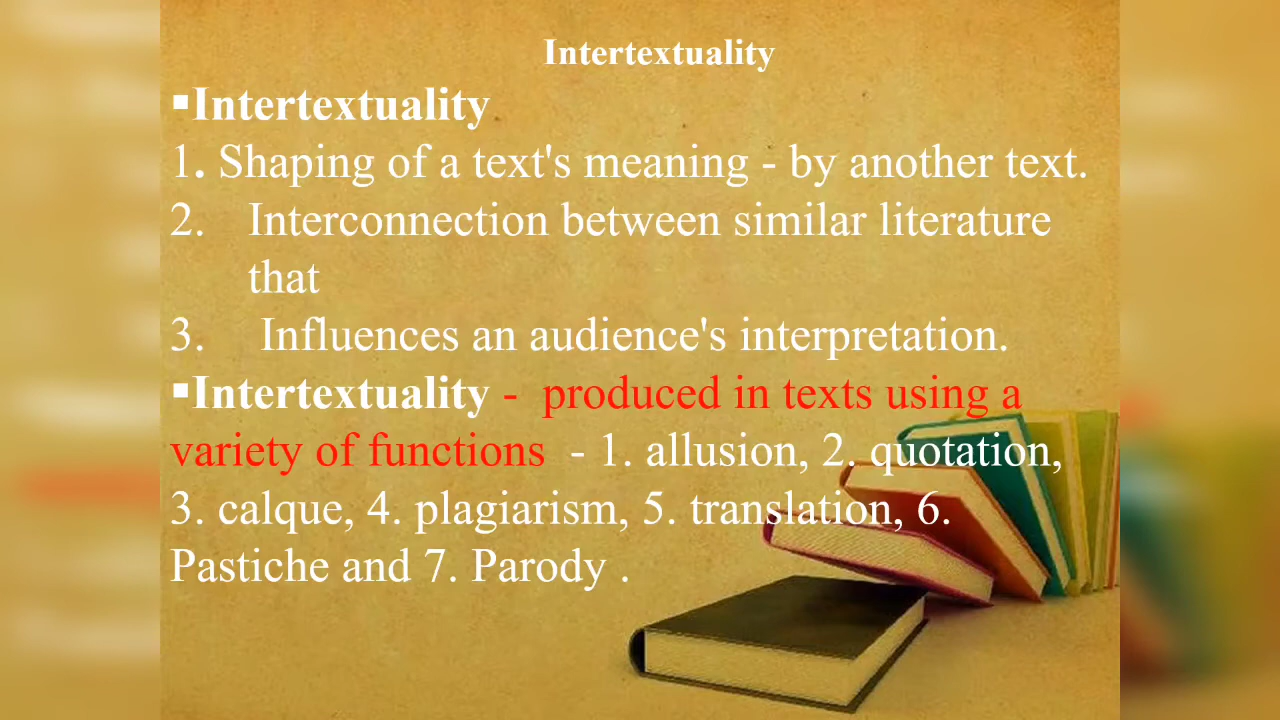 Intertextuality
▪Intertextuality
1. Shaping of a text's meaning - by another text.
2. Interconnection between similar literature
that
3. Influences an audience's interpretation.
▪Intertextuality - produced in texts using a
variety of functions - 1. allusion, 2. quotation,
3. calque, 4. plagiarism, 5. translation, 6.
Pastiche and 7. Parody .